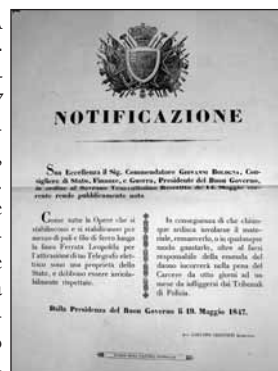 NOTIFICAZIONE
Sua Eccellenza il Sig. Commendatore GIOVANNI BOLOGNA, Con-
sigliere di Stato, Finanze, e Guerra, Presidente del Buon Governo,
in ordine al Sovrano Veneratissimo Rescritto de' 14. Maggio cor-
rente rende pubblicamente noto
Come tutte le Opere che si
stabiliscono e si stabiliranno per
mezzo di pali e filo di ferro lungo
la linea Ferrata Leopolda per
l'attivazione di un Telegrafo elet-
trico sono una proprietà dello
Stato, e debbono essere inviola-
bilmente rispettate.
In conseguenza di che chiun-
que ardisca involarne il mate-
riale, remuoverlo, o in qualunque
modo guastarlo, oltre al farsi
responsabile della emenda del
danno incorrerà nella pena del
Carcere da otto giorni ad un
mese da infliggersi dai Tribunali
di Polizia.
Dalla Presidenza del Buon Governo li 19. Maggio 1847.